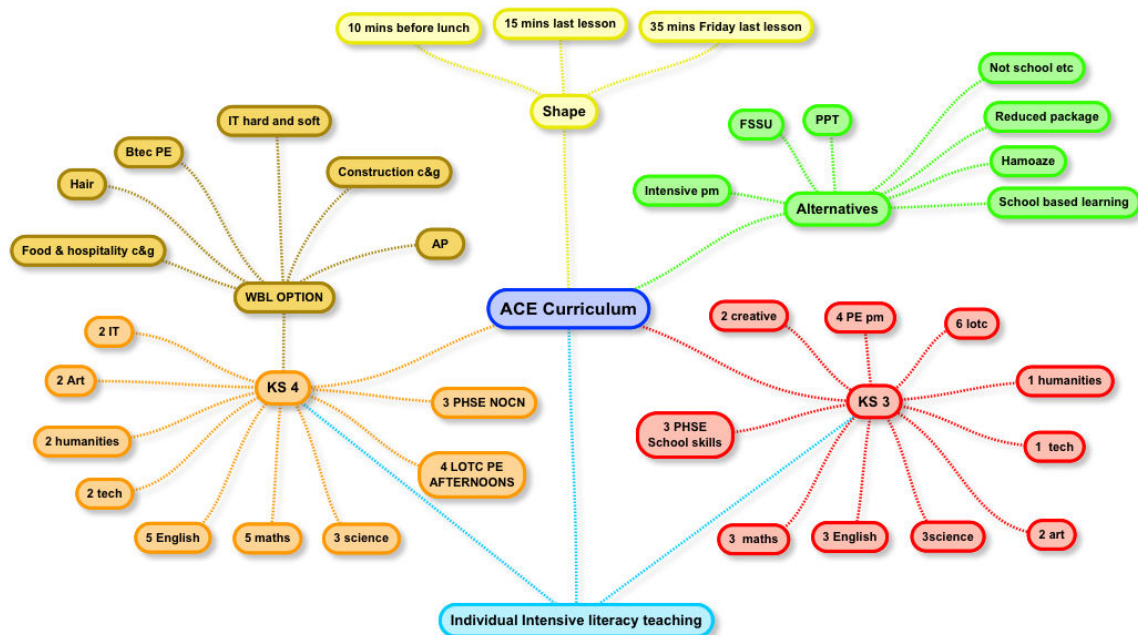 10 mins before lunch
15 mins last lesson
35 mins Friday last lesson
Shape
Not school etc
FSSU
PPT
Reduced package
Hamoaze
Intensive pm
School based learning
Alternatives
IT hard and soft
Btec PE
Construction c&g
Hair
Food & hospitality c&g
AP
WBL OPTION
ACE Curriculum
2 IT
2 Art
KS 4
3 PHSE NOCN
2 humanities
4 LOTC PE
AFTERNOONS
2 tech
5 English
5 maths
3 science
2 creative
4 PE pm
6 lotc
1 humanities
KS 3
3 PHSE
School skills
1 tech
3 maths
3 English
3science
2 art
Individual Intensive literacy teaching